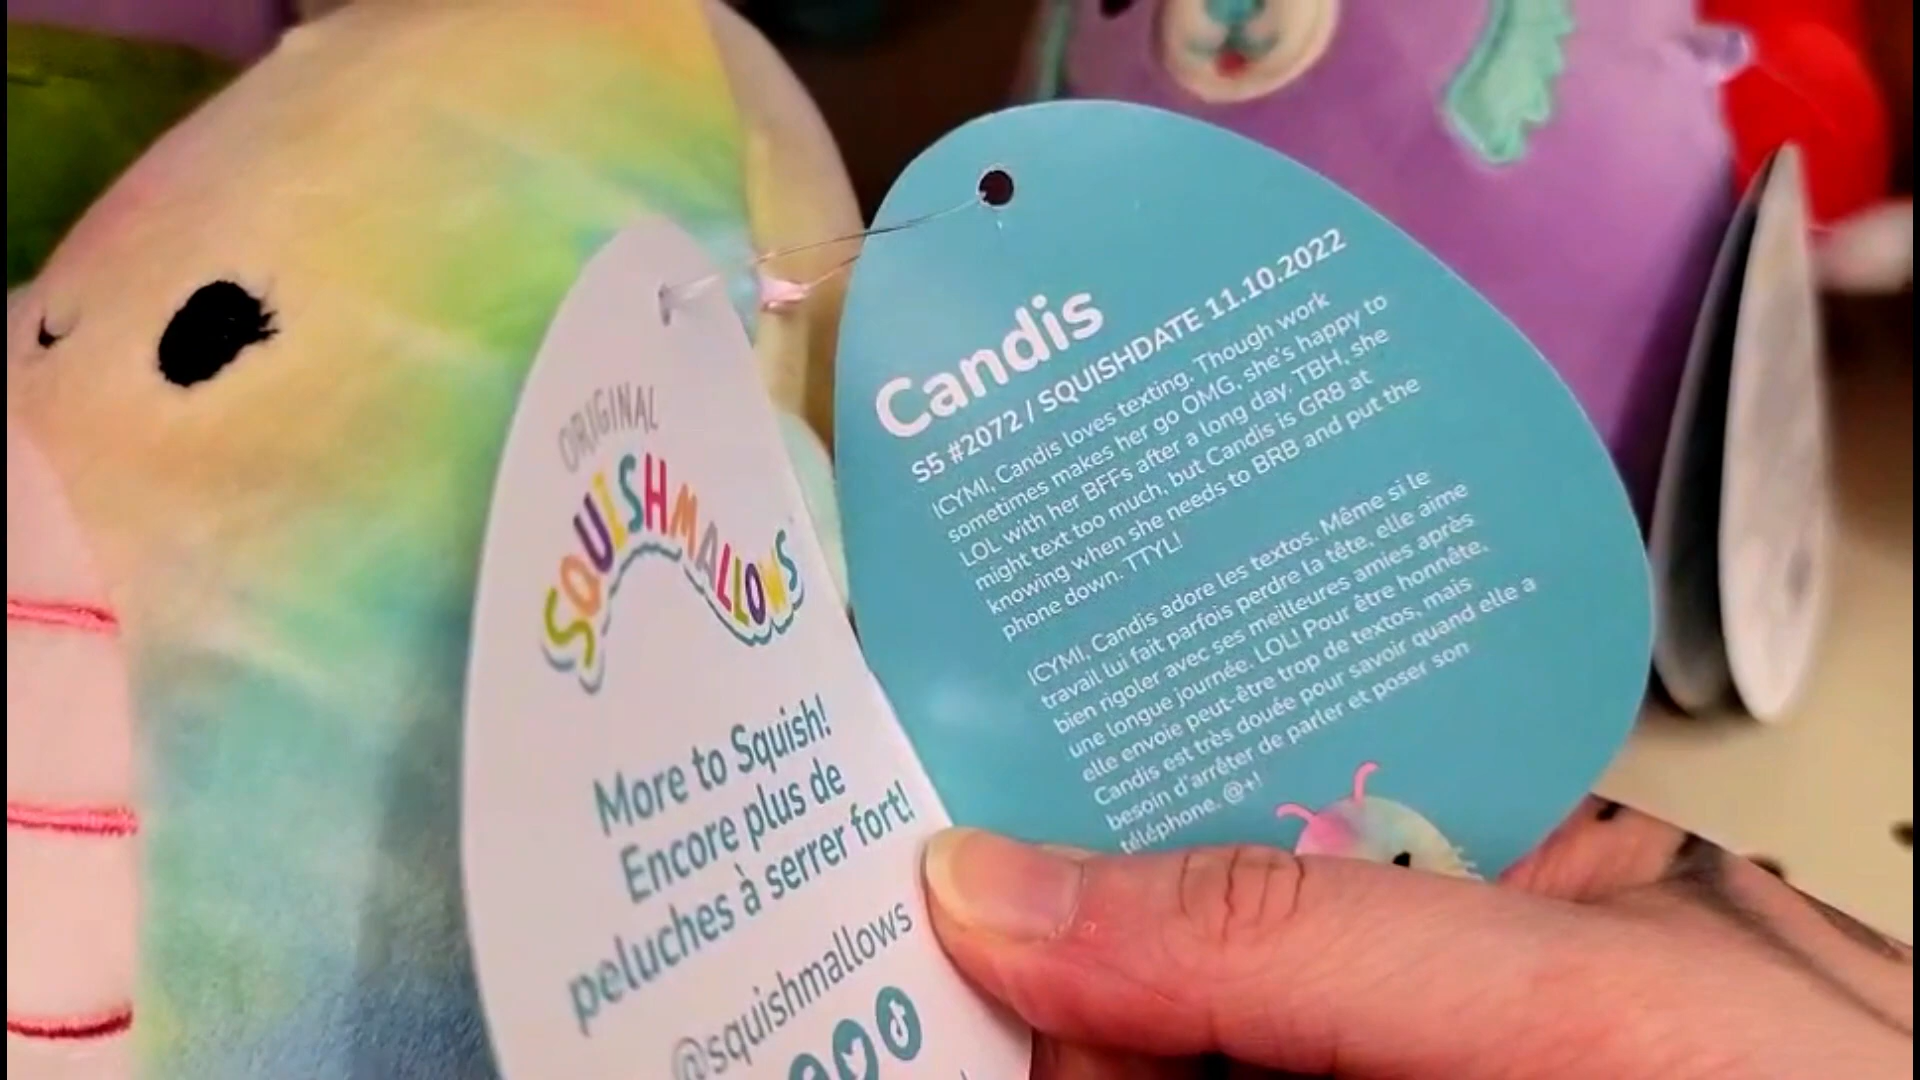 ORIGINAL
SQUISHMALLOWS
More to Squish!
Encore plus de
peluches à serrer fort!
@squishmallows
Candis
S5 #2072 / SQUISHDATE 11.10.2022
ICYMI, Candis loves texting. Though work
sometimes makes her go OMG, she's happy to
LOL with her BFFs after a long day. TBH, she
might text too much, but Candis is GR8 at
knowing when she needs to BRB and put the
phone down. TTYL!
ICYMI, Candis adore les textos. Même si le
travail lui fait parfois perdre la tête, elle aime
bien rigoler avec ses meilleures amies après
une longue journée. LOL! Pour être honnête,
elle envoie peut-être trop de textos, mais
Candis est très douée pour savoir quand elle a
besoin d'arrêter de parler et poser son
téléphone. @+!